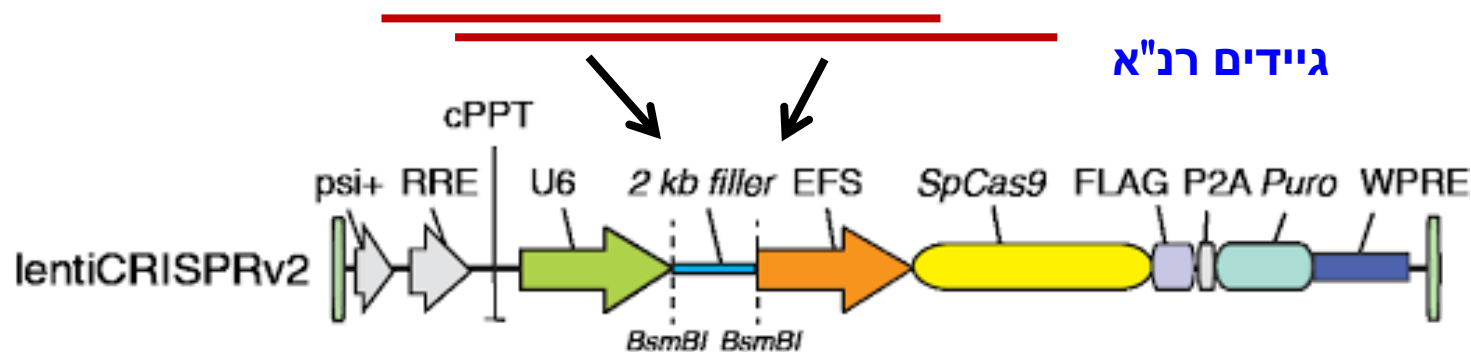 גיידים רנ"א
cPPT
psi+ RRE U6 2 kb filler EFS SpCas9 FLAG P2A Puro WPRE
lentiCRISPRv2
BsmBI BsmBI